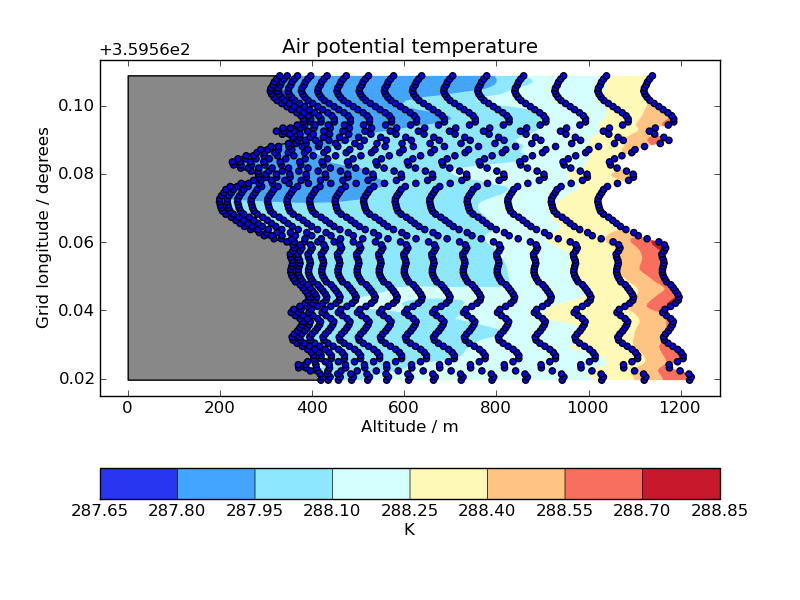 +3.5956e2
Air potential temperature
0.10
0.08
0.06
0.04
0.02
Grid longitude / degrees
0 200 400 600 800 1000 1200
Altitude / m
287.65 287.80 287.95 288.10 288.25 288.40 288.55 288.70 288.85
K